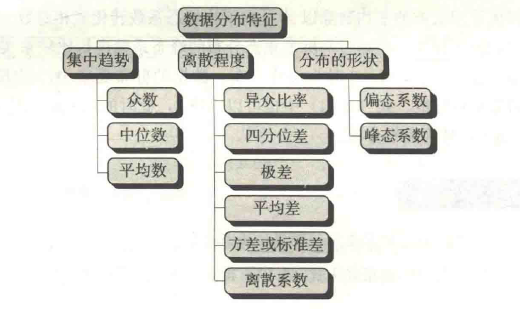 数据分布特征
集中趋势
离散程度
分布的形状
众数
中位数
平均数
异众比率
四分位差
极差
平均差
方差或标准差
离散系数
偏态系数
峰态系数